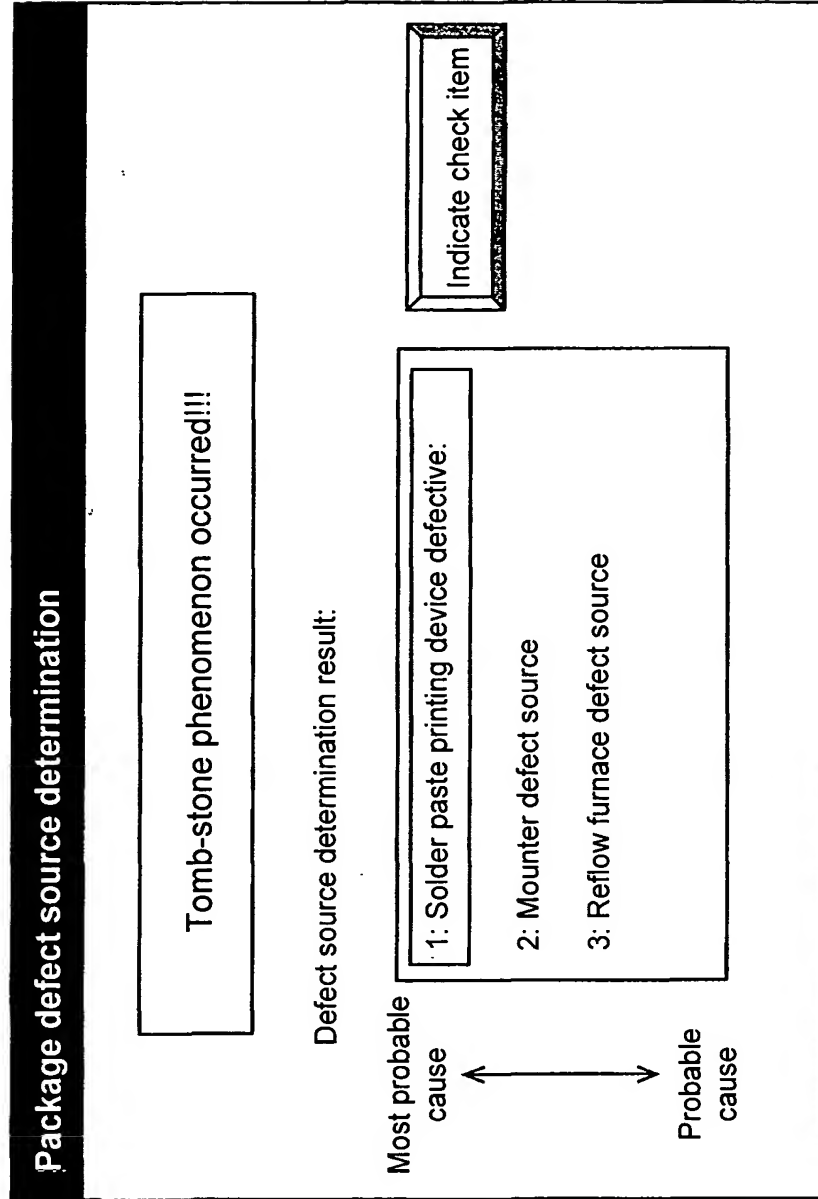 Package defect source determination
Tomb-stone phenomenon occurred!!!
Defect source determination result:
Most probable
cause
1: Solder paste printing device defective:
2: Mounter defect source
3: Reflow furnace defect source
Probable
cause
Indicate check item